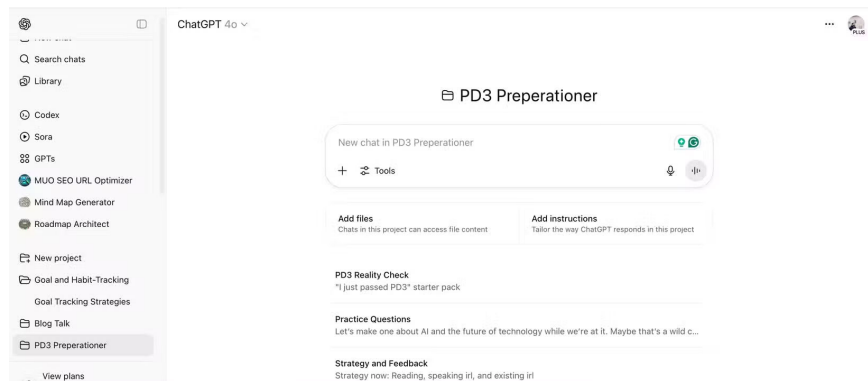 ChatGPT 4o
PLUS
New chat
Search chats
Library
Codex
Sora
GPTs
MUO SEO URL Optimizer
Mind Map Generator
Roadmap Architect
New project
Goal and Habit-Tracking
Goal Tracking Strategies
Blog Talk
PD3 Preperationer
View plans
PD3 Preperationer
New chat in PD3 Preperationer
Tools
Add files
Chats in this project can access file content
Add instructions
Tailor the way ChatGPT responds in this project
PD3 Reality Check
"I just passed PD3" starter pack
Practice Questions
Let's make one about AI and the future of technology while we're at it. Maybe that's a wild c...
Strategy and Feedback
Strategy now: Reading, speaking irl, and existing irl